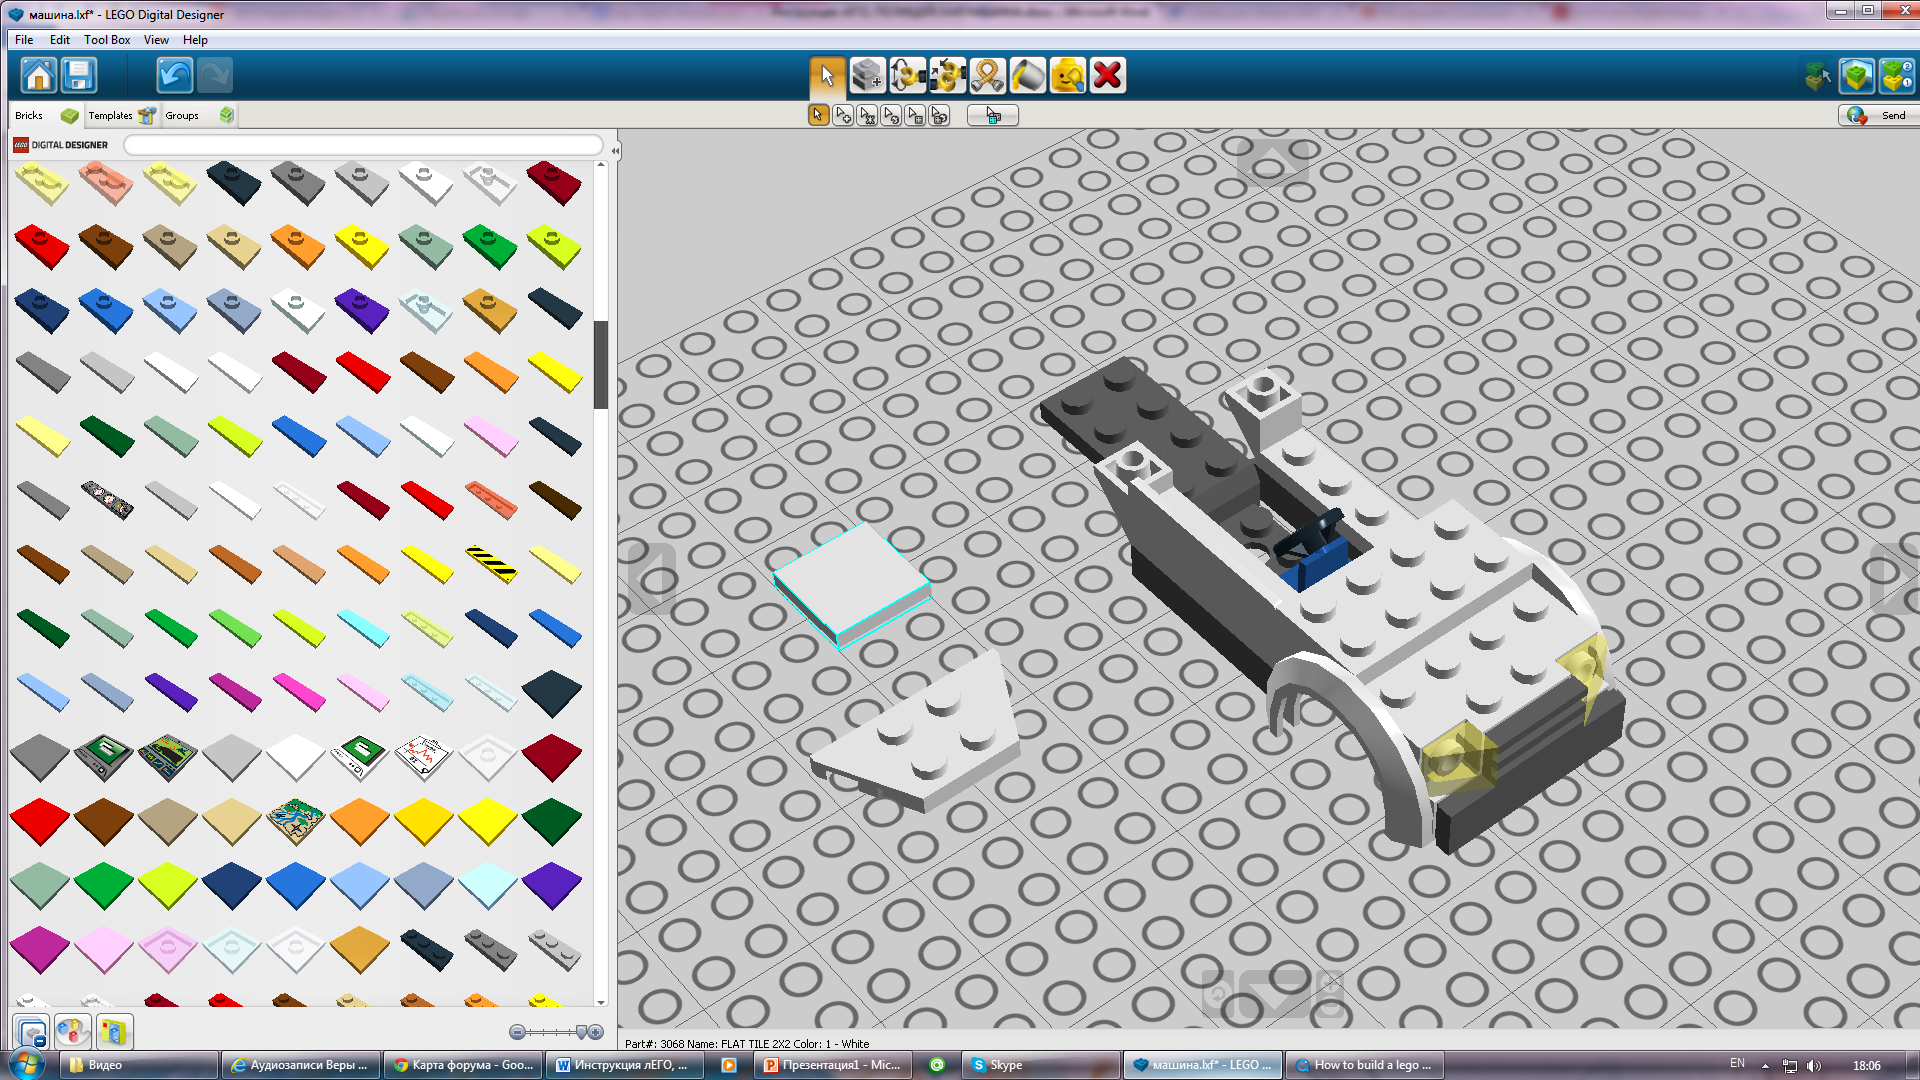 машина.lxf* - LEGO Digital Designer
File Edit Tool Box View Help
Bricks Templates Groups
Send
LEGO DIGITAL DESIGNER
Part#: 3068 Name: FLAT TILE 2X2 Color: 1 - White
Видео
Аудиозаписи Веры ...
Карта форума - Goo...
Инструкция лЕГО, ...
Презентация1 - Mic...
Skype
машина.lxf* - LEGO ...
How to build a lego ...
EN
18:06